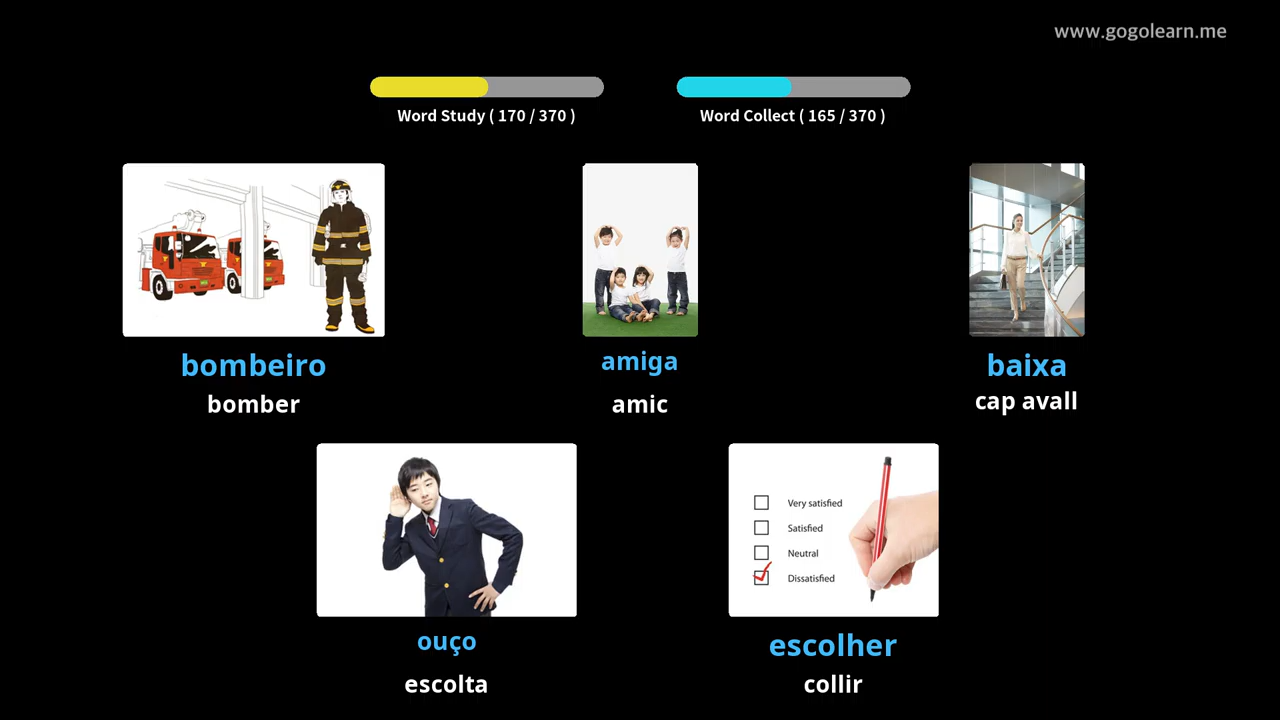 www.gogolearn.me
Word Study ( 170 / 370 )
Word Collect ( 165 / 370 )
bombeiro
amiga
baixa
bomber
amic
cap avall
Very satisfied
Satisfied
Neutral
Dissatisfied
ouço
escolher
escolta
collir